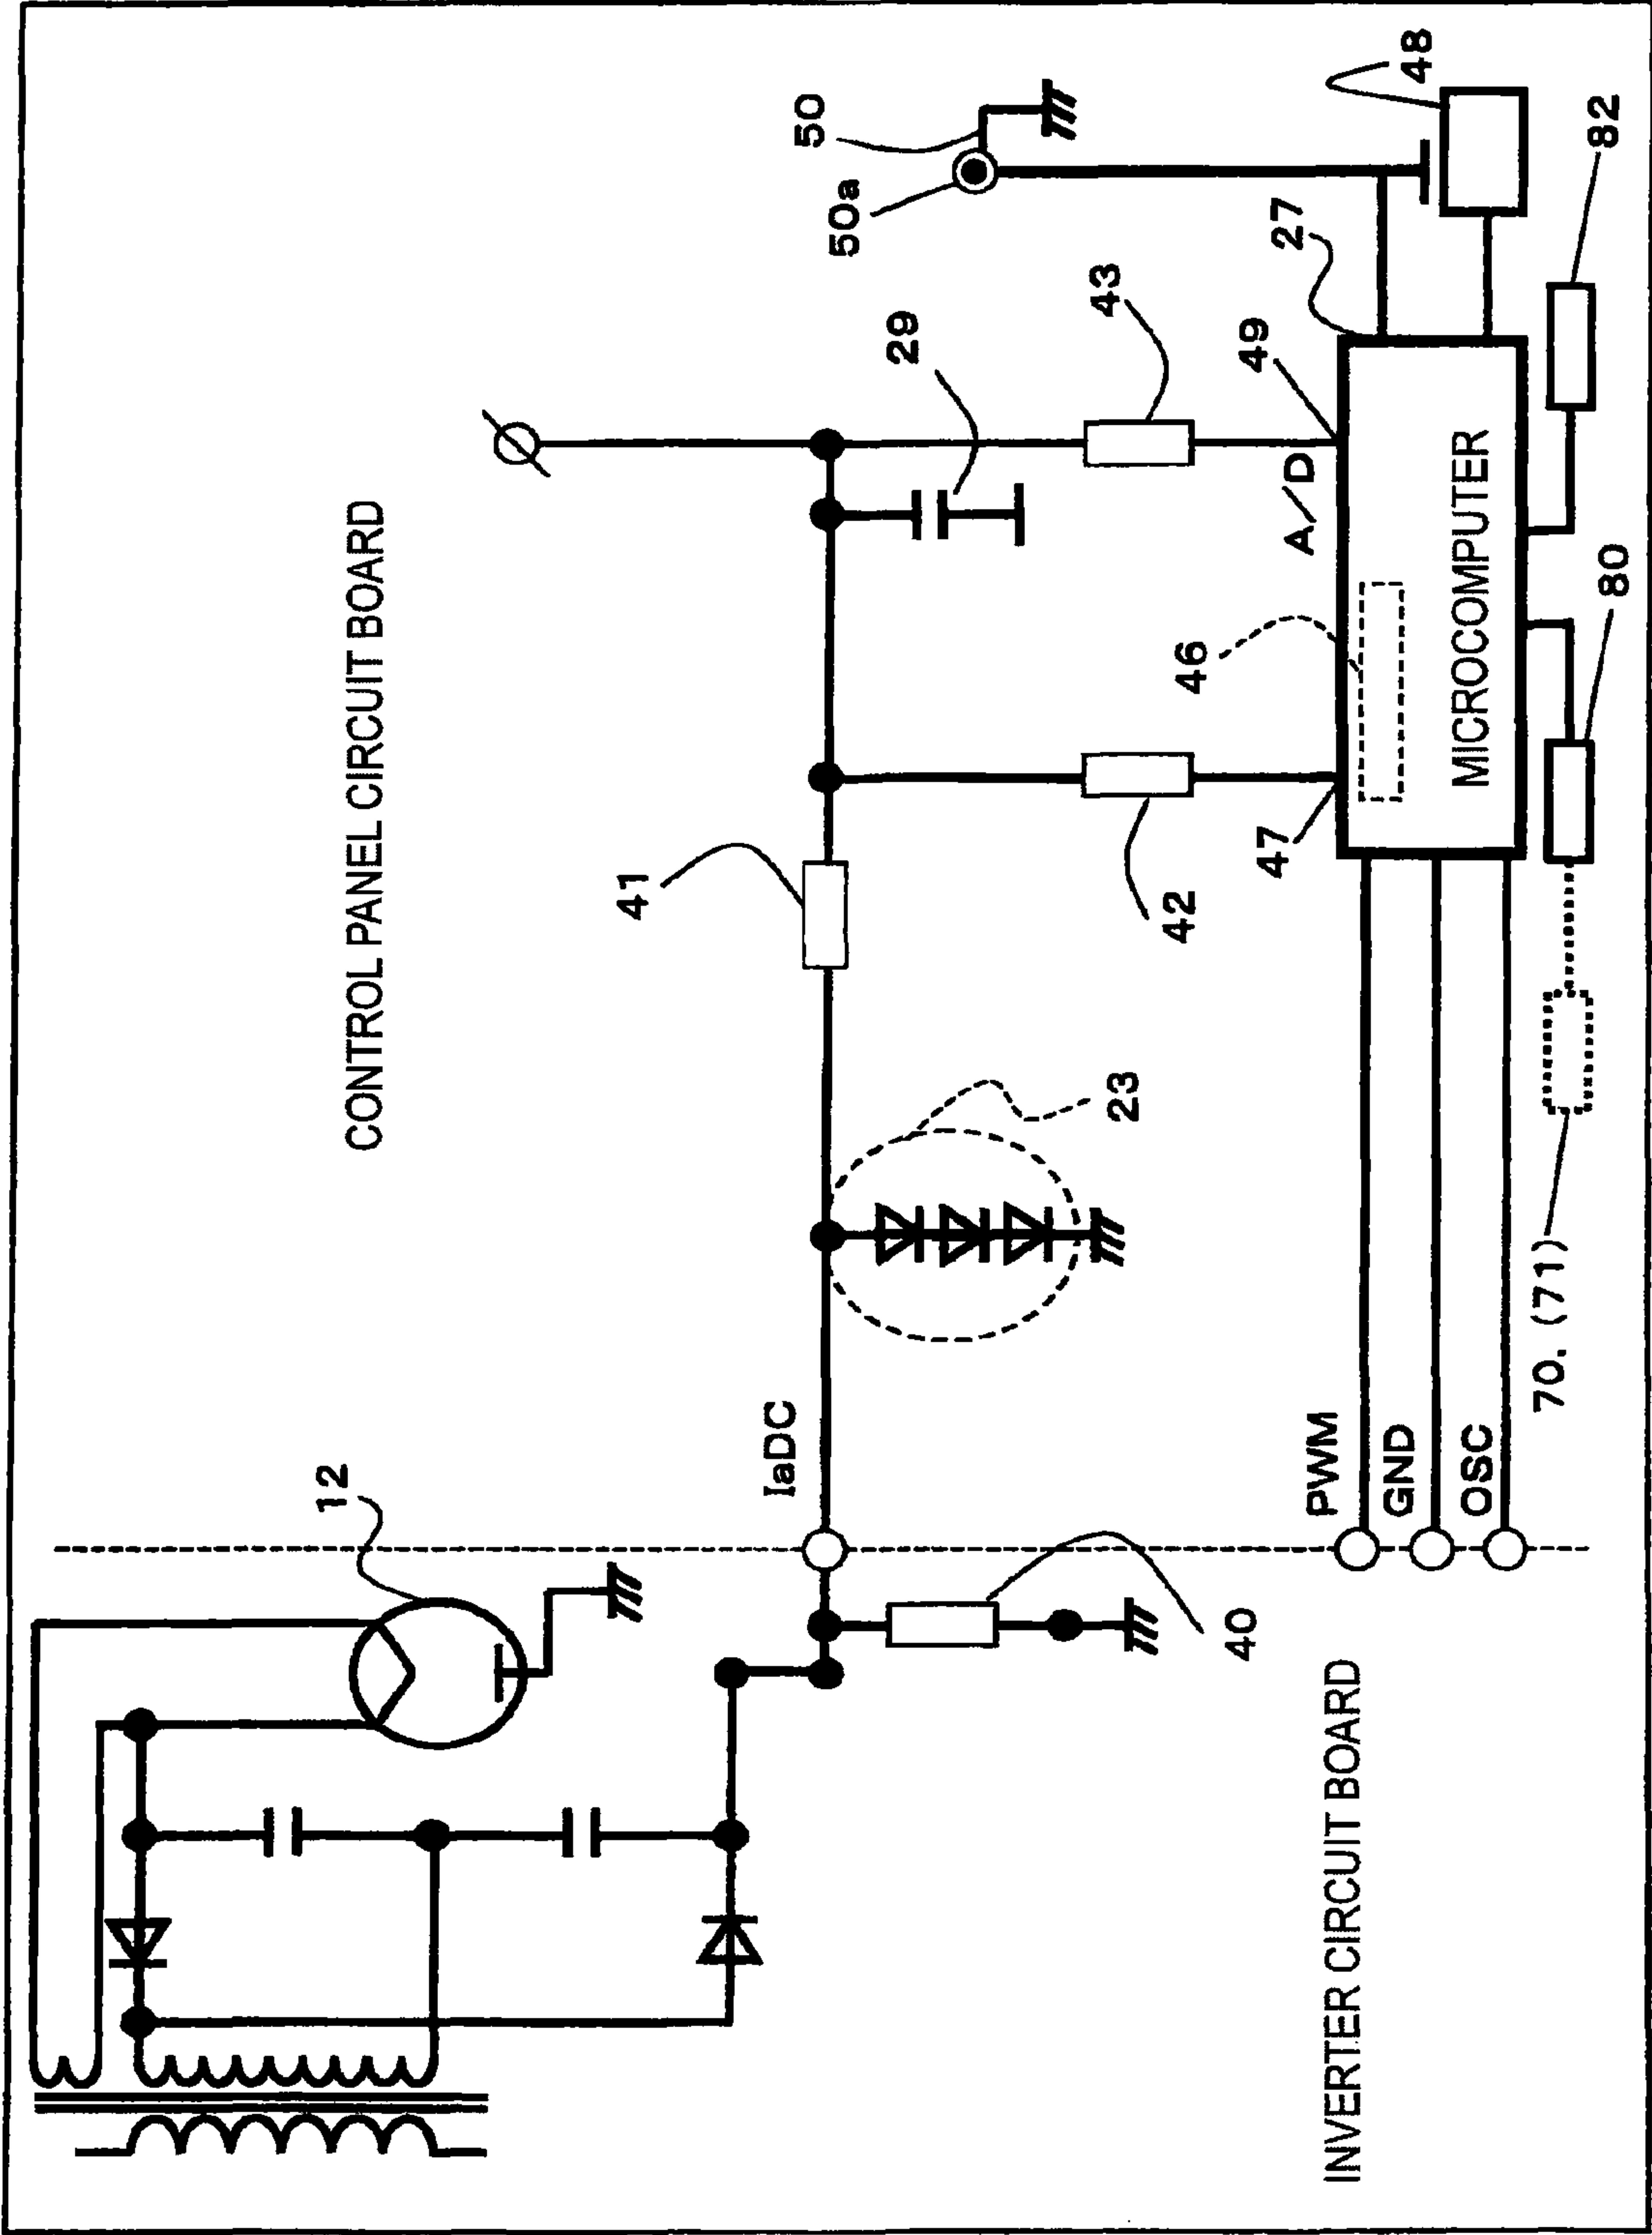 CONTROL PANEL CIRCUIT BOARD
12
IaDC
41
29
50
50a
23
43
42
40
46
47
A/D
49
27
48
MICROCOMPUTER
PWM
GND
OSC
70. (71)
80
82
INVERTER CIRCUIT BOARD